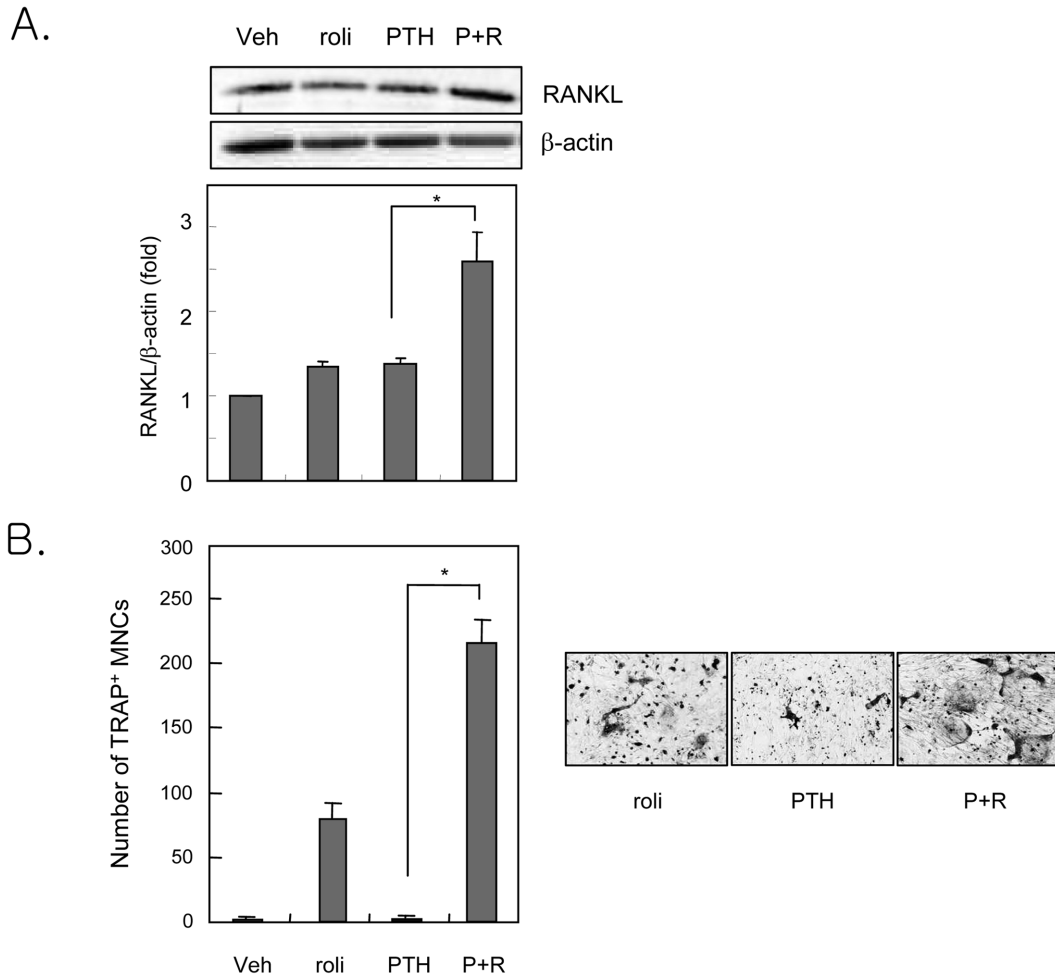 A.
Veh roli PTH P+R
RANKL
β-actin
RANKL/β-actin (fold)
3
2
1
0
*
B.
Number of TRAP⁺ MNCs
300
250
200
150
100
50
0
*
Veh roli PTH P+R
roli PTH P+R